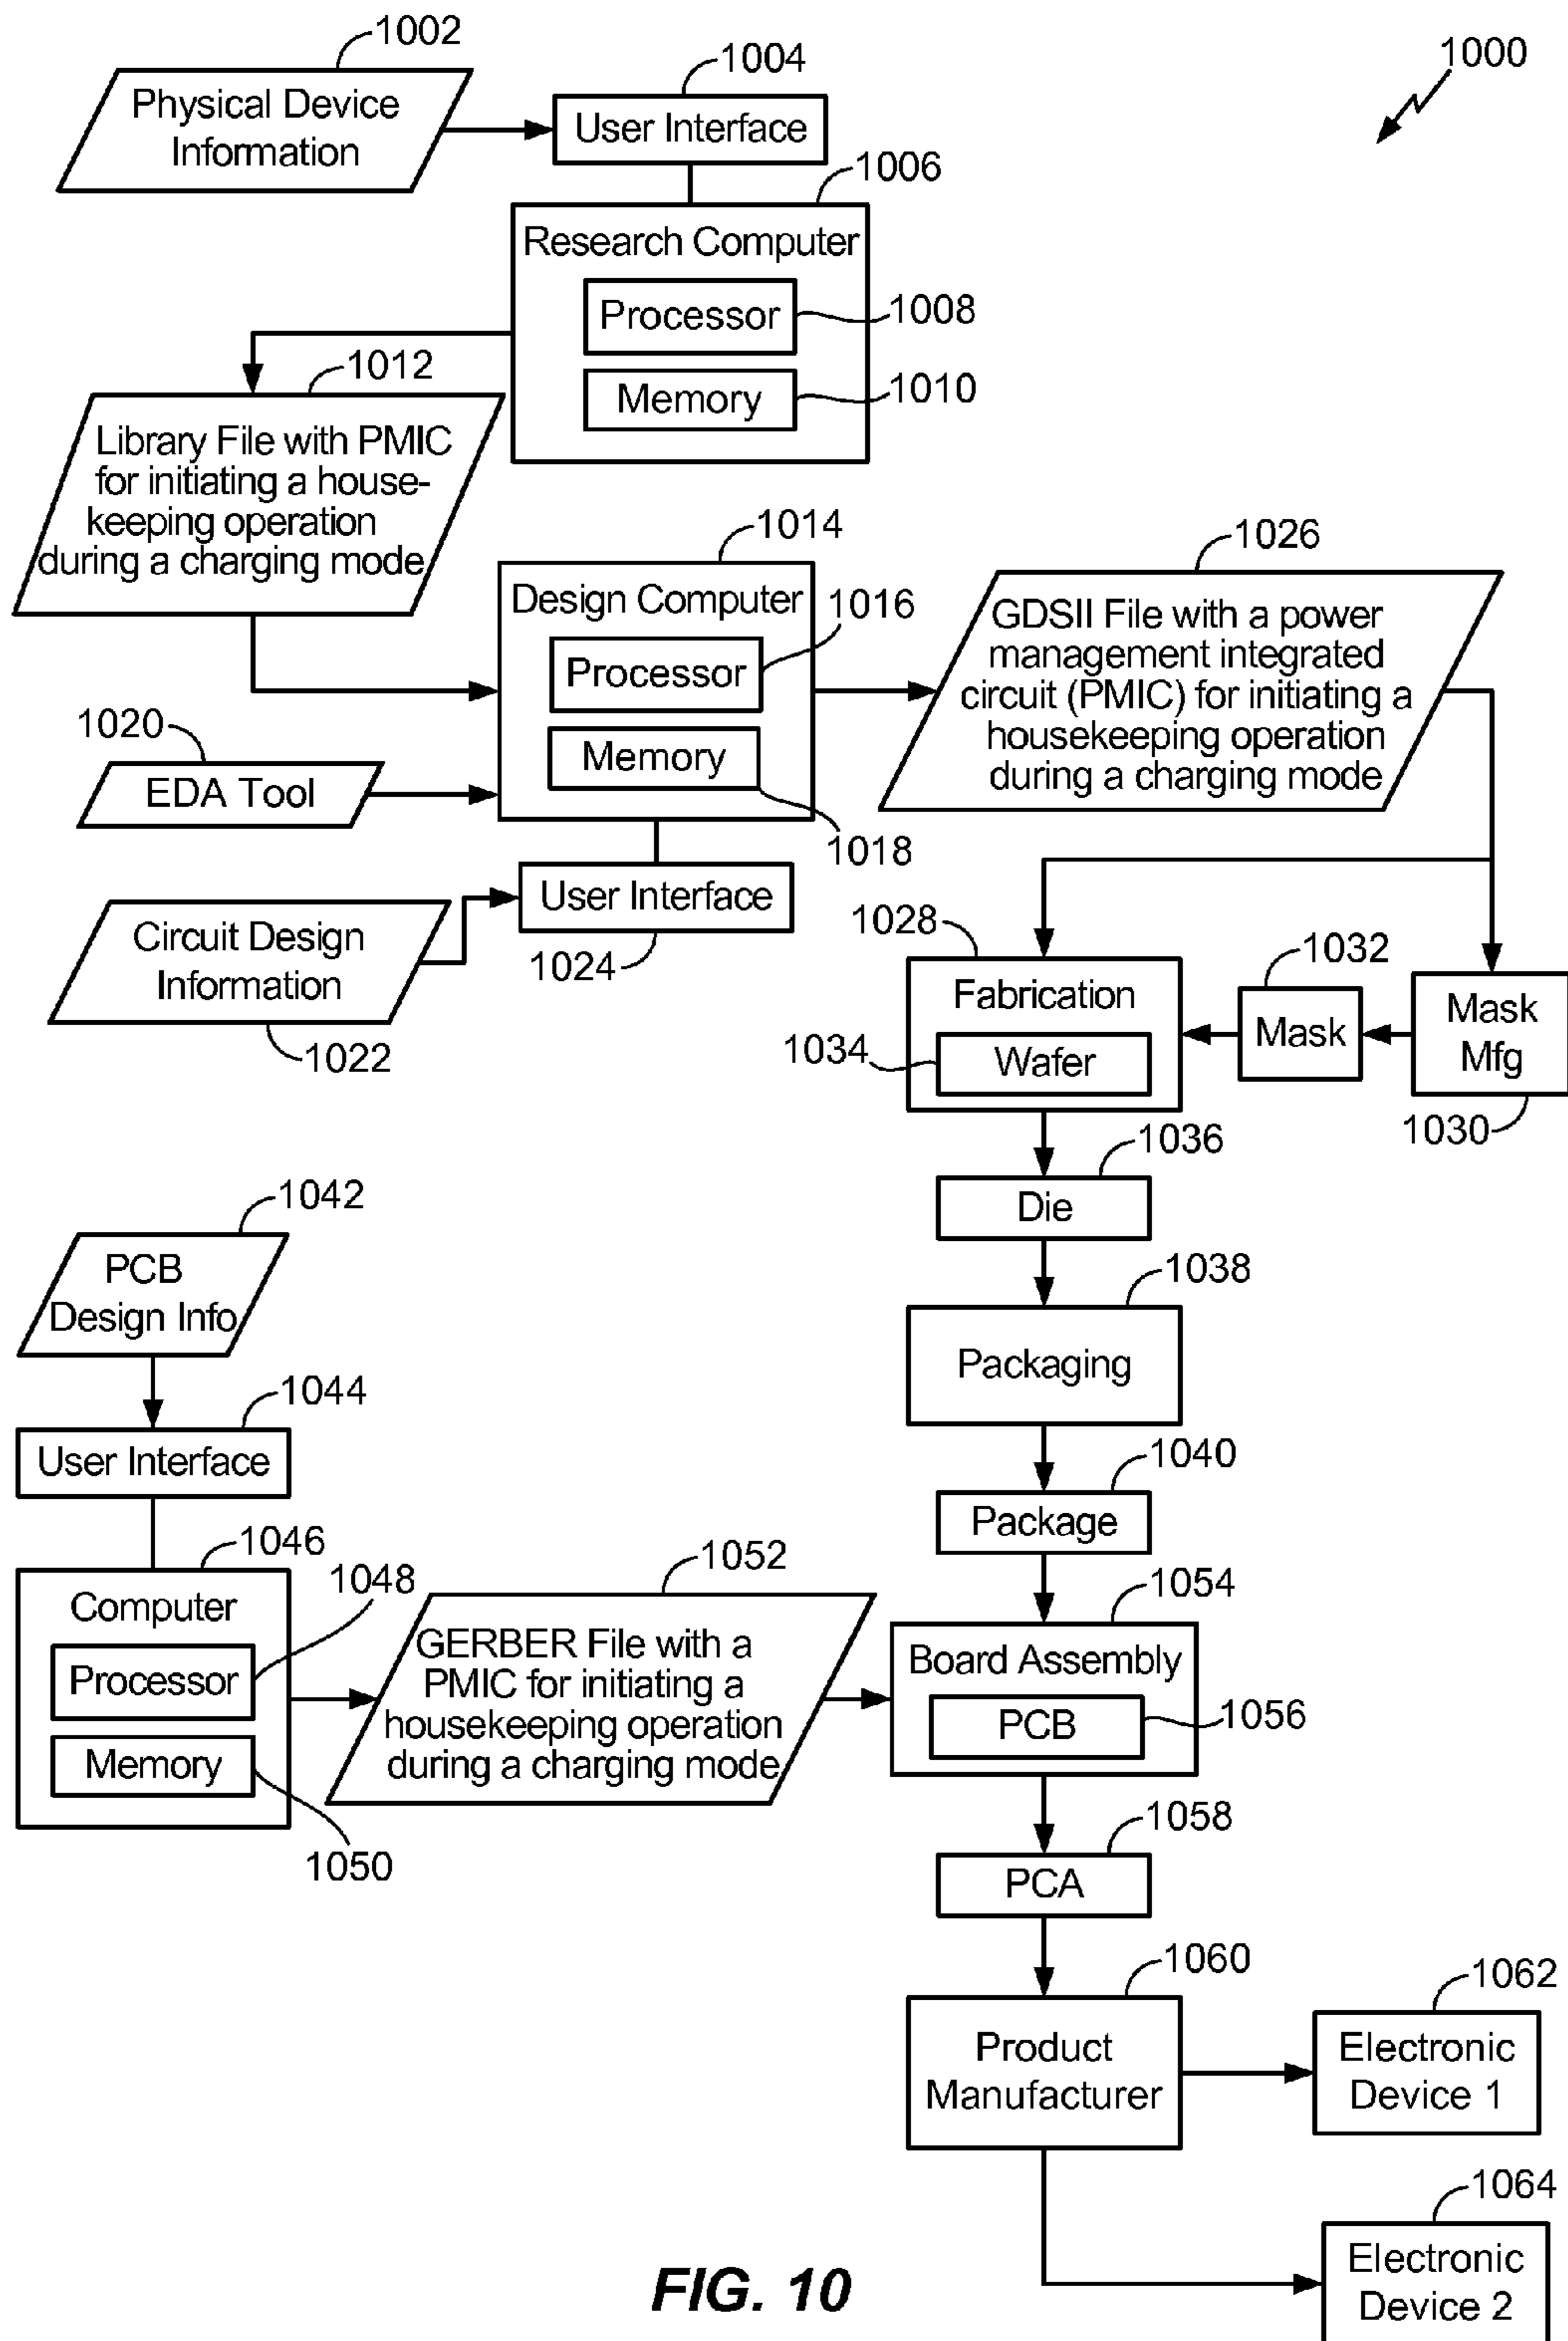 1002
1000
1004
Physical Device
Information
User Interface
1006
Research Computer
Processor
1008
1012
Memory
1010
Library File with PMIC
for initiating a house-
keeping operation
during a charging mode
1014
1026
Design Computer
1016
Processor
GDSII File with a power
management integrated
circuit (PMIC) for initiating a
housekeeping operation
during a charging mode
1020
Memory
EDA Tool
1018
User Interface
1024
Circuit Design
Information
1022
1028
Fabrication
1034
Wafer
1032
Mask
Mask
Mfg
1030
1036
Die
1042
PCB
Design Info
1038
Packaging
1044
User Interface
1040
Package
1046
Computer
1048
Processor
Memory
1050
1052
GERBER File with a
PMIC for initiating a
housekeeping operation
during a charging mode
1054
Board Assembly
PCB
1056
1058
PCA
1060
Product
Manufacturer
1062
Electronic
Device 1
1064
Electronic
Device 2
FIG. 10